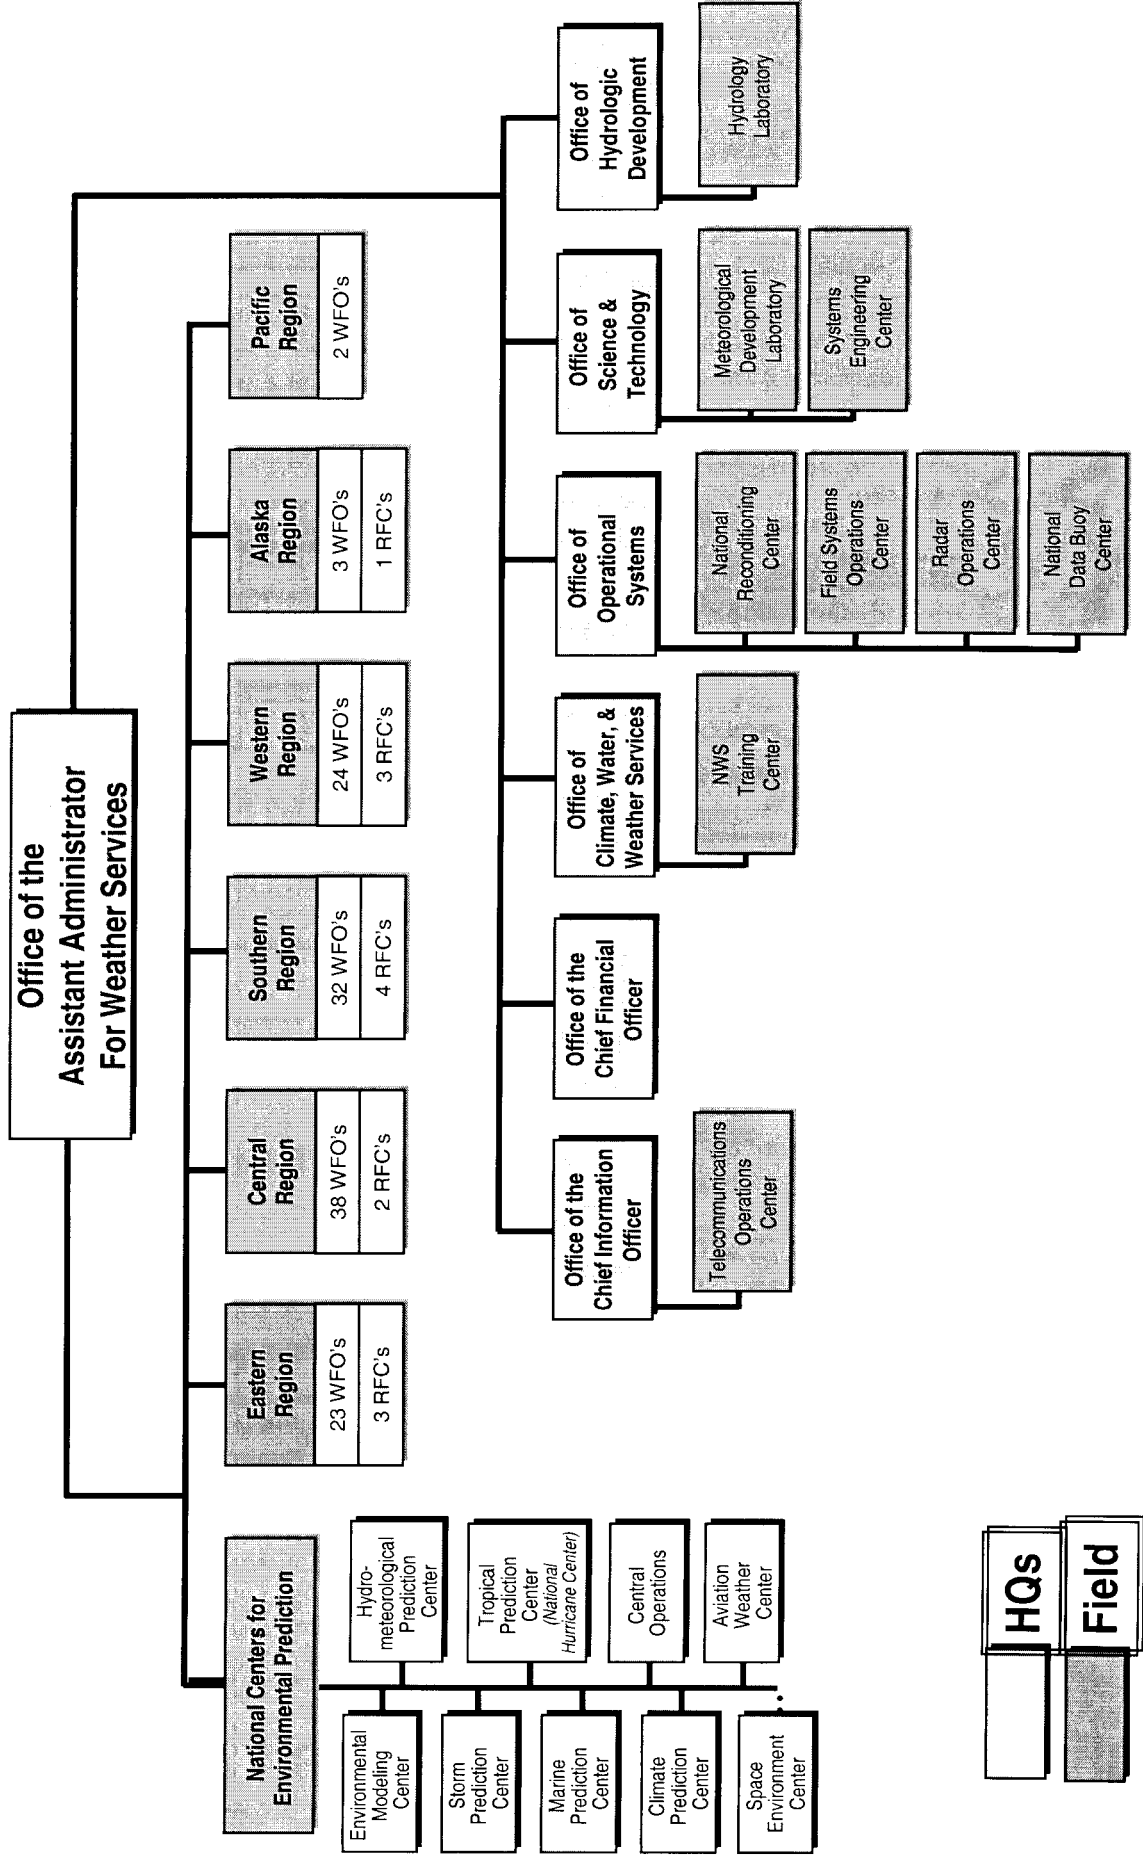 Office of the
Assistant Administrator
For Weather Services
National Centers for
Environmental Prediction
Eastern
Region
23 WFO's
3 RFC's
Central
Region
38 WFO's
2 RFC's
Southern
Region
32 WFO's
4 RFC's
Western
Region
24 WFO's
3 RFC's
Alaska
Region
3 WFO's
1 RFC's
Pacific
Region
2 WFO's
Environmental
Modeling
Center
Hydro-
meteorological
Prediction
Center
Storm
Prediction
Center
Tropical
Prediction
Center
(National
Hurricane Center)
Marine
Prediction
Center
Central
Operations
Climate
Prediction
Center
Aviation
Weather
Center
Space
Environment
Center
Office of the
Chief Information
Officer
Telecommunications
Operations
Center
Office of the
Chief Financial
Officer
Office of
Climate, Water, &
Weather Services
NWS
Training
Center
Office of
Operational
Systems
National
Reconditioning
Center
Field Systems
Operations
Center
Radar
Operations
Center
National
Data Buoy
Center
Office of
Science &
Technology
Meteorological
Development
Laboratory
Systems
Engineering
Center
Office of
Hydrologic
Development
Hydrology
Laboratory
HQs
Field